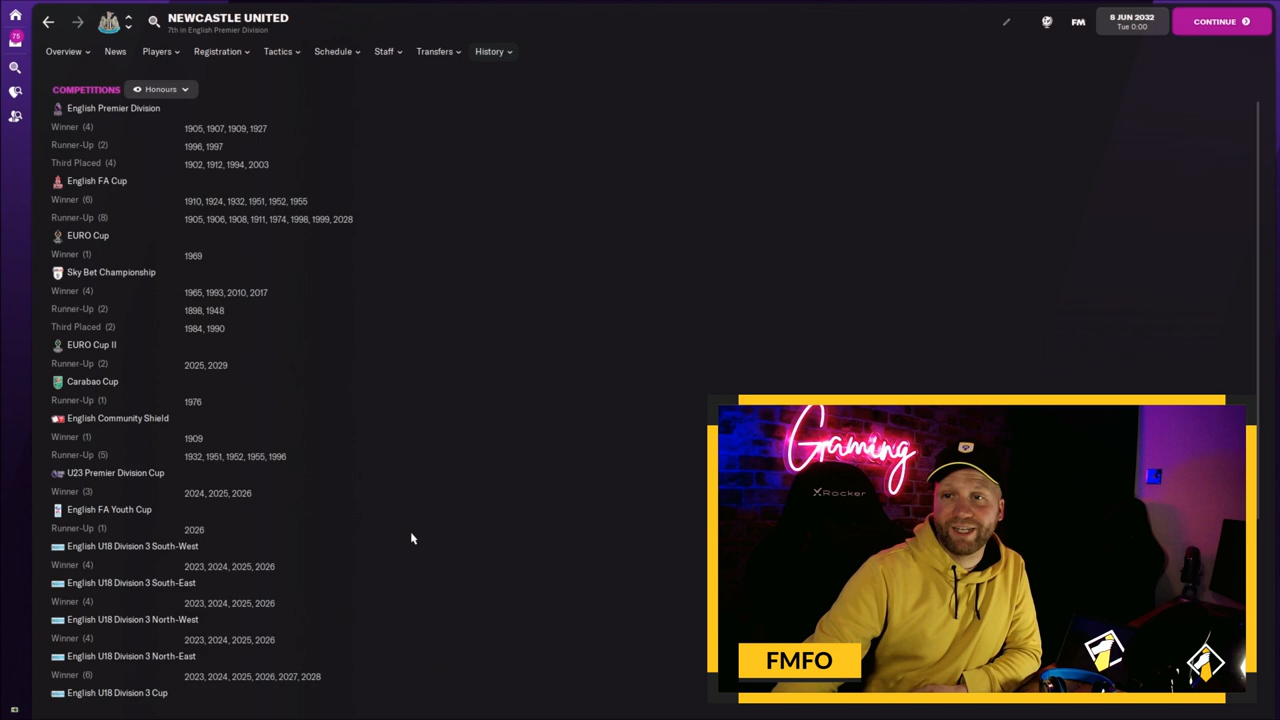 NEWCASTLE UNITED
7th in English Premier Division
75
FM
8 JUN 2032
Tue 0:00
CONTINUE
Overview
News
Players
Registration
Tactics
Schedule
Staff
Transfers
History
COMPETITIONS
Honours
English Premier Division
Winner (4) 1905, 1907, 1909, 1927
Runner-Up (2) 1996, 1997
Third Placed (4) 1902, 1912, 1994, 2003
English FA Cup
Winner (6) 1910, 1924, 1932, 1951, 1952, 1955
Runner-Up (8) 1905, 1906, 1908, 1911, 1974, 1998, 1999, 2028
EURO Cup
Winner (1) 1969
Sky Bet Championship
Winner (4) 1965, 1993, 2010, 2017
Runner-Up (2) 1898, 1948
Third Placed (2) 1984, 1990
EURO Cup II
Runner-Up (2) 2025, 2029
Carabao Cup
Runner-Up (1) 1976
English Community Shield
Winner (1) 1909
Runner-Up (5) 1932, 1951, 1952, 1955, 1996
U23 Premier Division Cup
Winner (3) 2024, 2025, 2026
English FA Youth Cup
Runner-Up (1) 2026
English U18 Division 3 South-West
Winner (4) 2023, 2024, 2025, 2026
English U18 Division 3 South-East
Winner (4) 2023, 2024, 2025, 2026
English U18 Division 3 North-West
Winner (4) 2023, 2024, 2025, 2026
English U18 Division 3 North-East
Winner (6) 2023, 2024, 2025, 2026, 2027, 2028
English U18 Division 3 Cup
Gaming
XRocker
FMFO